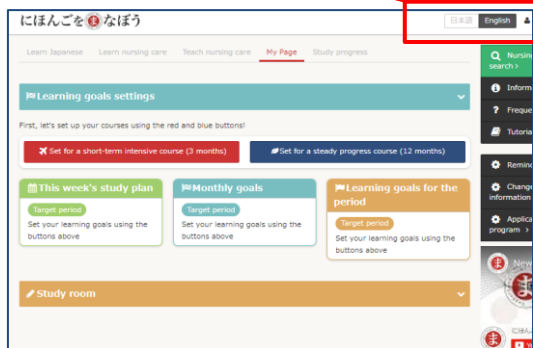 にほんごを ま なぼう
日本語 English
Learn Japanese Learn nursing care Teach nursing care My Page Study progress
Learning goals settings
First, let's set up your courses using the red and blue buttons!
Set for a short-term intensive course (3 months)
Set for a steady progress course (12 months)
This week's study plan
Target period
Set your learning goals using the
buttons above
Monthly goals
Target period
Set your learning goals using the
buttons above
Learning goals for the
period
Target period
Set your learning goals using the
buttons above
Study room
Nursing
search >
Inform
Freque
Tutoria
Remind
Change
information
Applica
program >
New
ま
ま